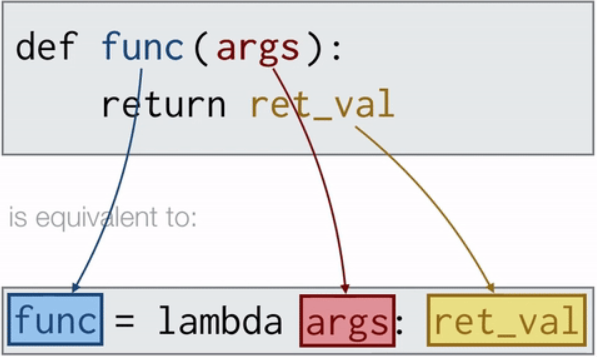 def func(args):
    return ret_val
is equivalent to:
func = lambda args: ret_val